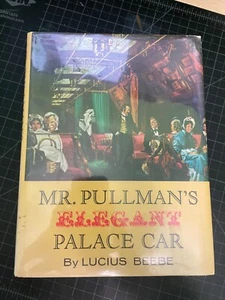 MR. PULLMAN'S
ELEGANT
PALACE CAR
By LUCIUS BEEBE